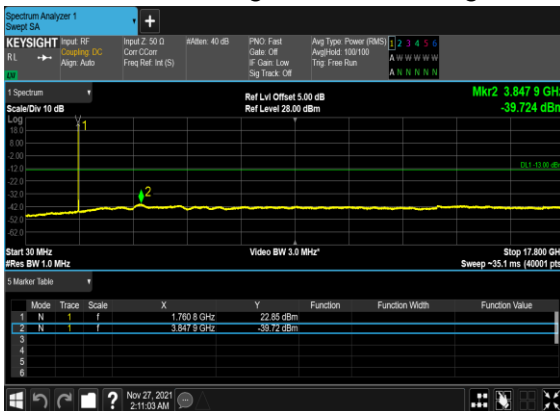 Spectrum Analyzer 1
Swept SA
+
KEYSIGHT Input: RF Input Z: 50 Ω #Atten: 40 dB PNO: Fast Avg Type: Power (RMS) 1 2 3 4 5 6
RL Coupling: DC Corr CCorr Gate: Off Avg|Hold: 100/100 A W W W W W
Align: Auto Freq Ref: Int (S) IF Gain: Low Trig: Free Run
LV Sig Track: Off A N N N N N
1 Spectrum Ref Lvl Offset 5.00 dB Mkr2 3.847 9 GHz
Scale/Div 10 dB Ref Level 28.00 dBm -39.724 dBm
Log
1
18.0
8.00
-2.00
-12.0 DL1 -13.00 dBm
-22.0
2
-32.0
-42.0
-52.0
-62.0
Start 30 MHz Video BW 3.0 MHz* Stop 17.800 GHz
#Res BW 1.0 MHz Sweep ~35.1 ms (40001 pts
5 Marker Table
Mode Trace Scale X Y Function Function Width Function Value
1 N 1 f 1.760 8 GHz 22.85 dBm
2 N 1 f 3.847 9 GHz -39.72 dBm
3
4
5
6
? Nov 27, 2021
2:11:03 AM